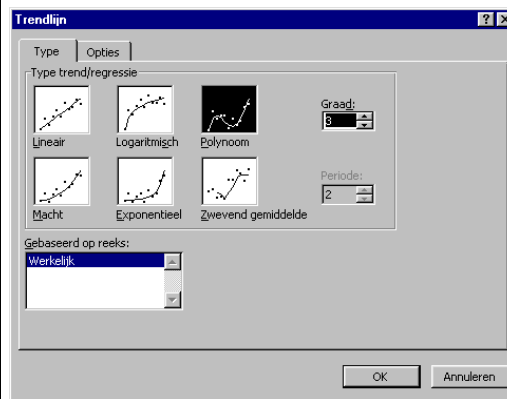 Trendlijn
Type Opties
Type trend/regressie
Lineair Logaritmisch Polynoom
Graad:
3
Macht Exponentieel Zwevend gemiddelde
Periode:
2
Gebaseerd op reeks:
Werkelijk
OK Annuleren